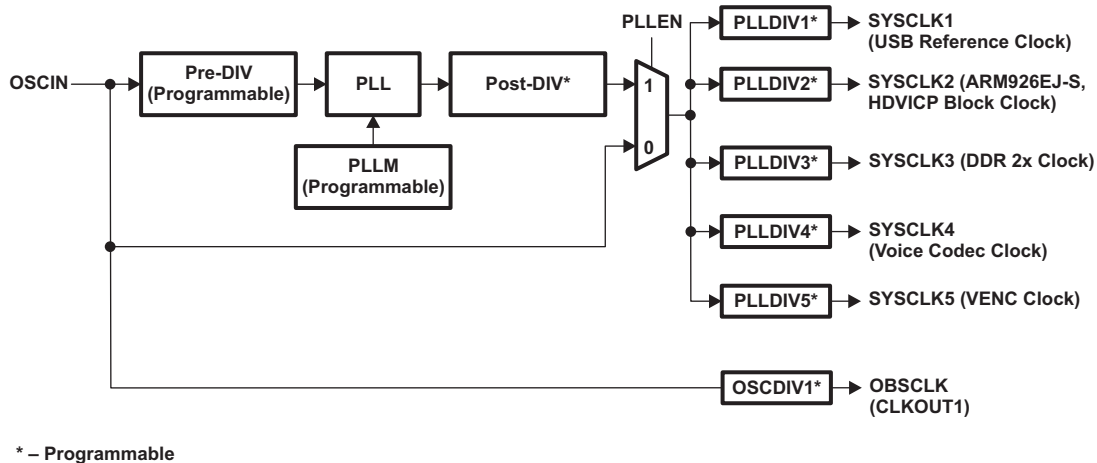 PLLEN
OSCIN
Pre-DIV
(Programmable)
PLL
Post-DIV*
PLLM
(Programmable)
1
0
PLLDIV1*
SYSCLK1
(USB Reference Clock)
PLLDIV2*
SYSCLK2 (ARM926EJ-S,
HDVICP Block Clock)
PLLDIV3*
SYSCLK3 (DDR 2x Clock)
PLLDIV4*
SYSCLK4
(Voice Codec Clock)
PLLDIV5*
SYSCLK5 (VENC Clock)
OSCDIV1*
OBSCLK
(CLKOUT1)
* – Programmable